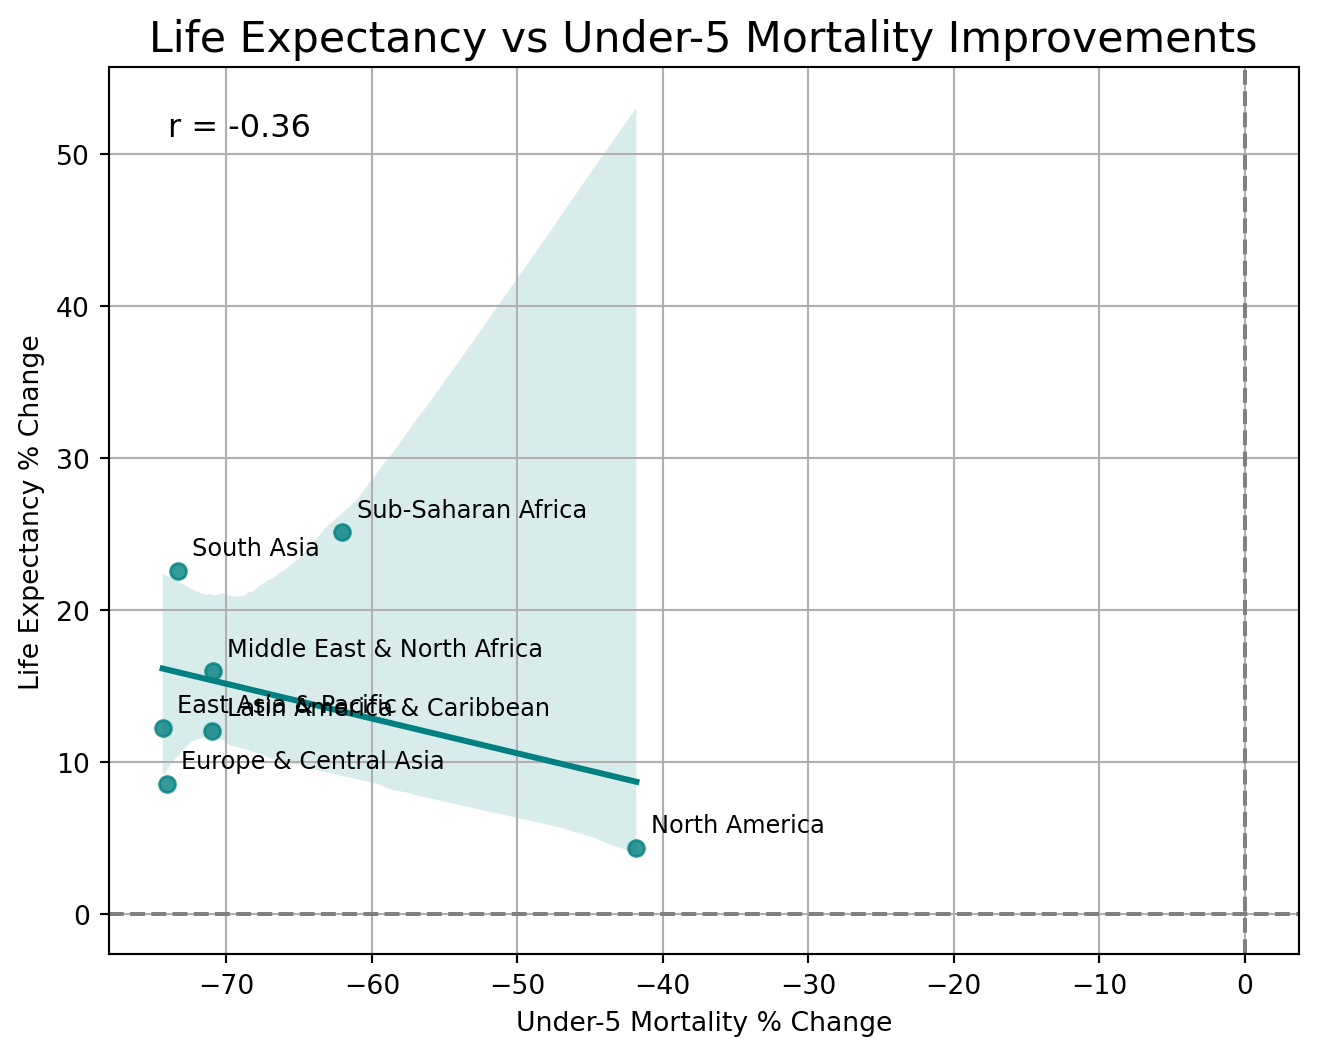 Life Expectancy vs Under-5 Mortality Improvements
r = -0.36
50
40
30
20
10
0
Life Expectancy % Change
Sub-Saharan Africa
South Asia
Middle East & North Africa
East Asia & Pacific
Latin America & Caribbean
Europe & Central Asia
North America
−70
−60
−50
−40
−30
−20
−10
0
Under-5 Mortality % Change